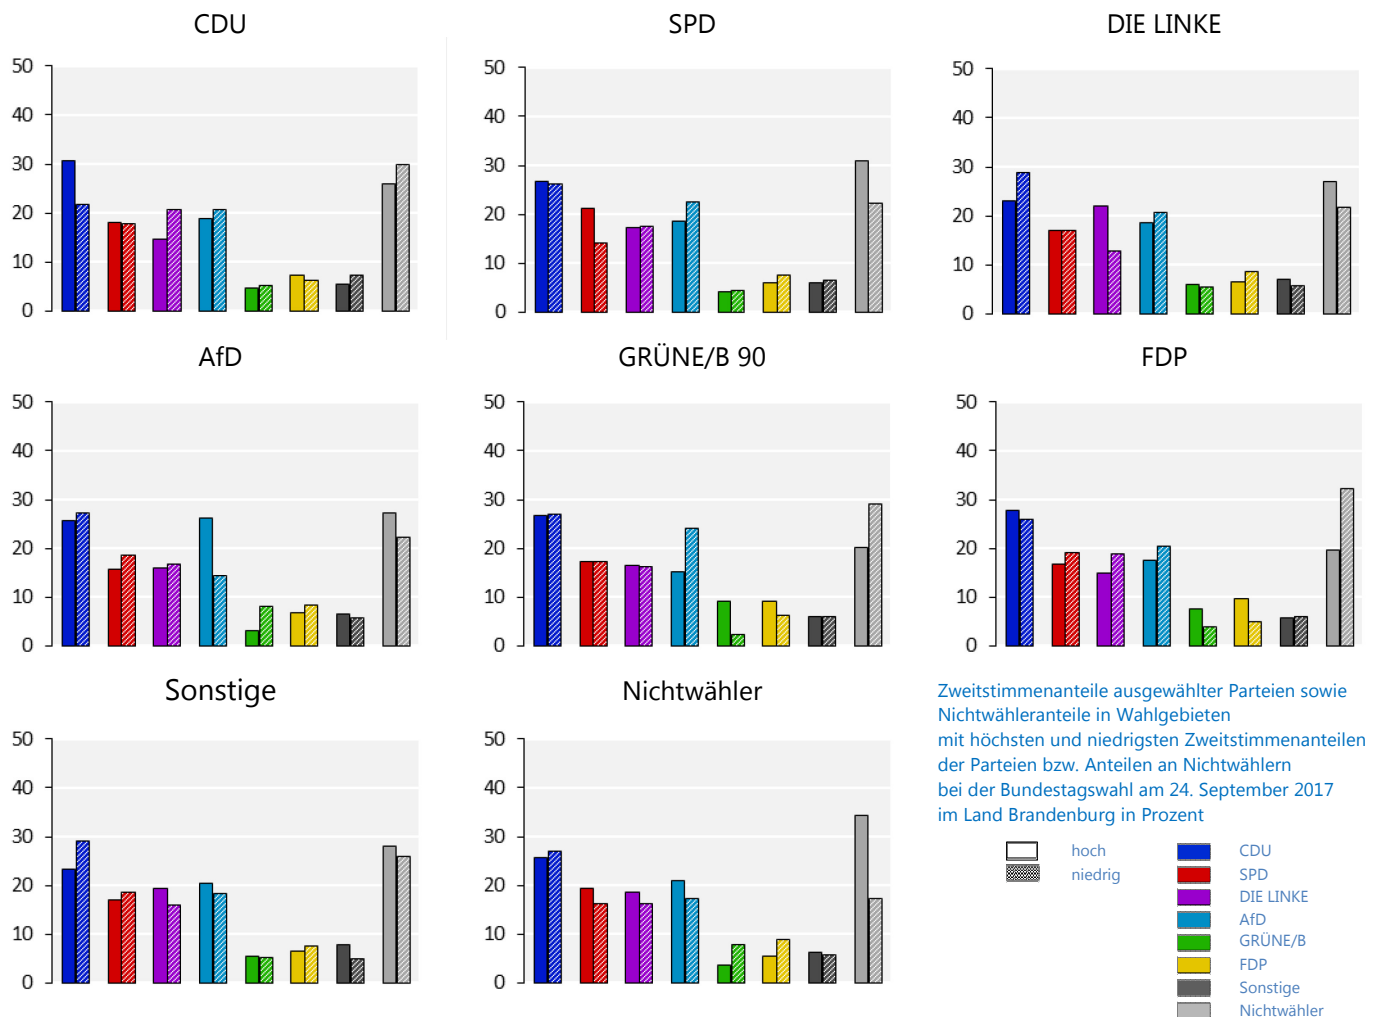 CDU
50
40
30
20
10
0
SPD
50
40
30
20
10
0
DIE LINKE
50
40
30
20
10
0
AfD
50
40
30
20
10
0
GRÜNE/B 90
50
40
30
20
10
0
FDP
50
40
30
20
10
0
Sonstige
50
40
30
20
10
0
Nichtwähler
50
40
30
20
10
0
Zweitstimmenanteile ausgewählter Parteien sowie
Nichtwähleranteile in Wahlgebieten
mit höchsten und niedrigsten Zweitstimmenanteilen
der Parteien bzw. Anteilen an Nichtwählern
bei der Bundestagswahl am 24. September 2017
im Land Brandenburg in Prozent
hoch
niedrig
CDU
SPD
DIE LINKE
AfD
GRÜNE/B
FDP
Sonstige
Nichtwähler